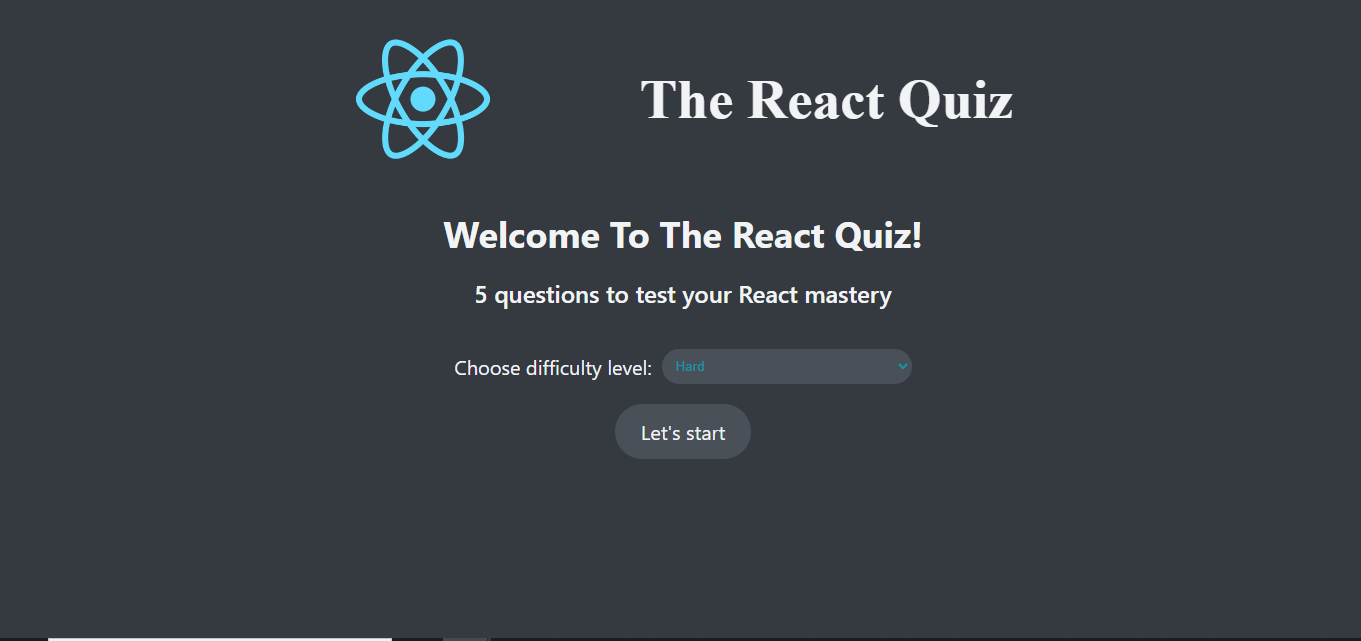 The React Quiz
Welcome To The React Quiz!
5 questions to test your React mastery
Choose difficulty level: Hard
Let's start